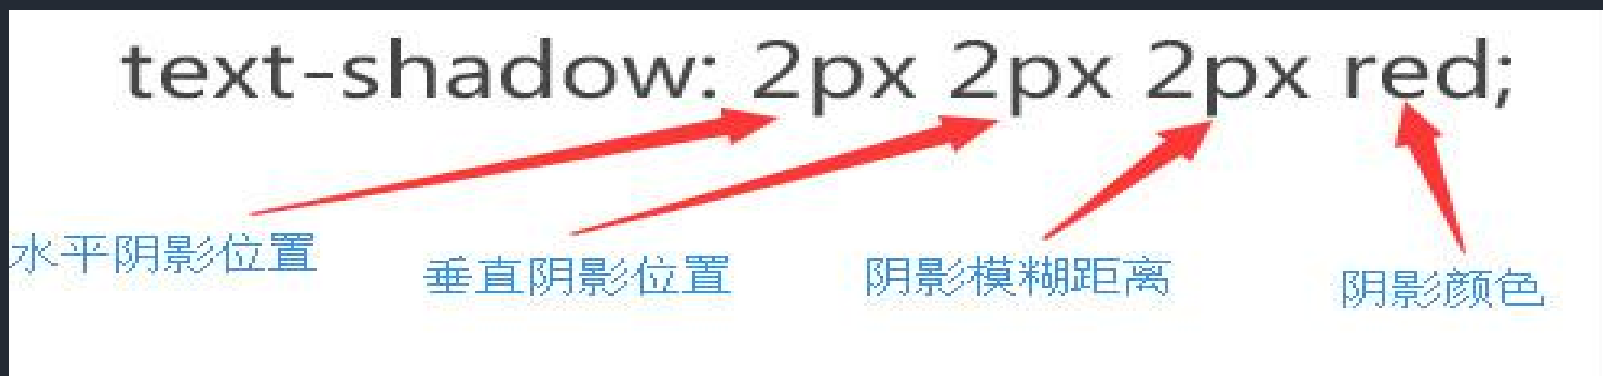 text-shadow: 2px 2px 2px red;
水平阴影位置
垂直阴影位置
阴影模糊距离
阴影颜色